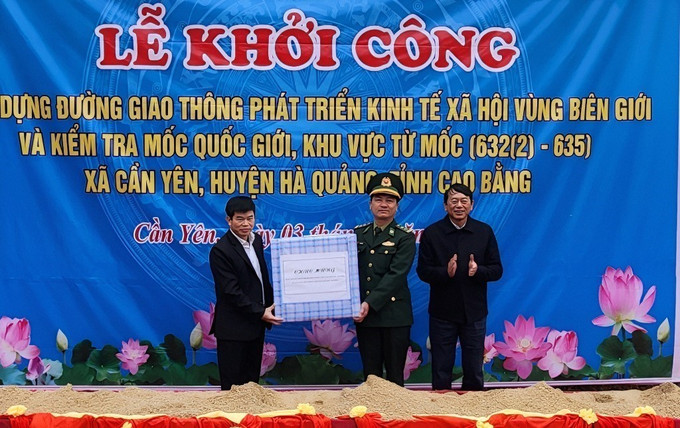 LỄ KHỞI CÔNG
DỰNG ĐƯỜNG GIAO THÔNG PHÁT TRIỂN KINH TẾ XÃ HỘI VÙNG BIÊN GIỚI
VÀ KIỂM TRA MỐC QUỐC GIỚI, KHU VỰC TỪ MỐC (632(2) - 635)
XÃ CẦN YÊN, HUYỆN HÀ QUẢNG, TỈNH CAO BẰNG
Cần Yên, ngày 03